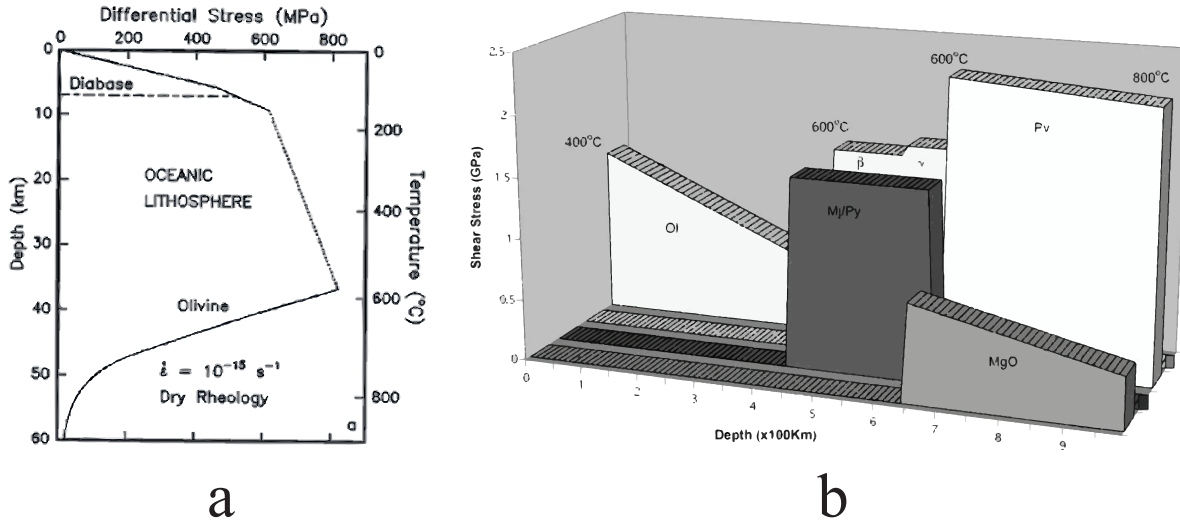 Differential Stress (MPa)
0 200 400 600 800
0
Diabase
10
20
30
40
50
60
Depth (km)
OCEANIC
LITHOSPHERE
Olivine
ε̇ = 10⁻¹⁵ s⁻¹
Dry Rheology
a
0
200
400
600
800
Temperature (°C)
a
2.5
2
1.5
1
0.5
0
Shear Stress (GPa)
400°C
600°C
600°C
800°C
Ol
β
γ
Mj/Py
Pv
MgO
0 1 2 3 4 5 6 7 8 9
Depth (x100Km)
b